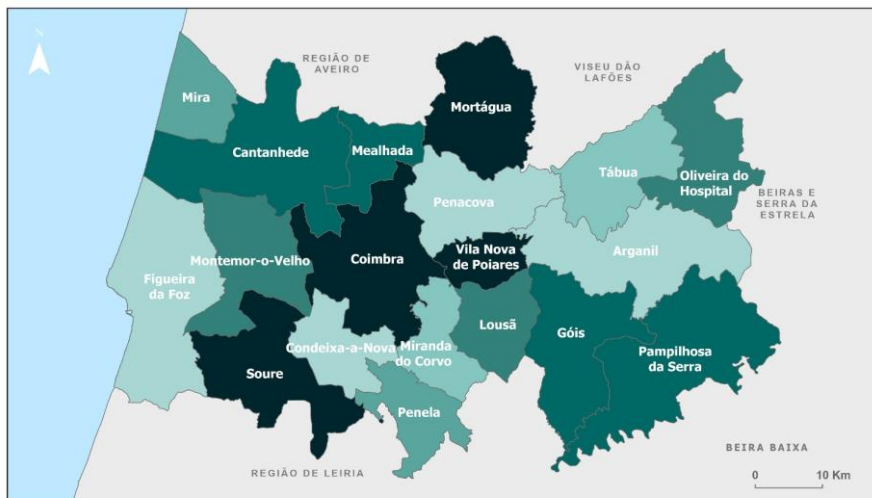 N
REGIÃO DE
AVEIRO
VISEU DÃO
LAFÕES
Mira
Mortágua
Cantanhede
Mealhada
Tábua
Oliveira do
Hospital
BEIRAS E
SERRA DA
ESTRELA
Penacova
Montemor-o-Velho
Coimbra
Vila Nova
de Poiares
Arganil
Figueira
da Foz
Lousã
Góis
Condeixa-a-Nova
Miranda
do Corvo
Soure
Pampilhosa
da Serra
Penela
BEIRA BAIXA
REGIÃO DE LEIRIA
0 10 Km